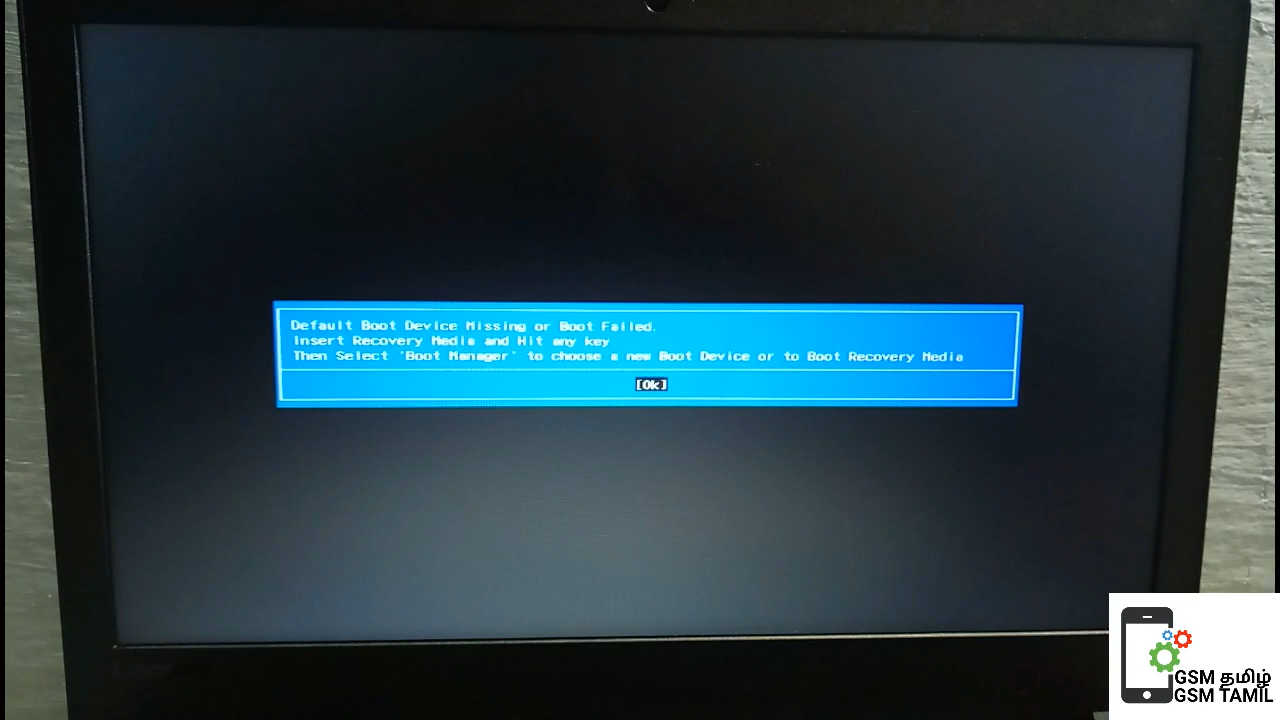 Default Boot Device Missing or Boot Failed.
Insert Recovery Media and Hit any key
Then Select 'Boot Manager' to choose a new Boot Device or to Boot Recovery Media
[Ok]
GSM தமிழ்
GSM TAMIL